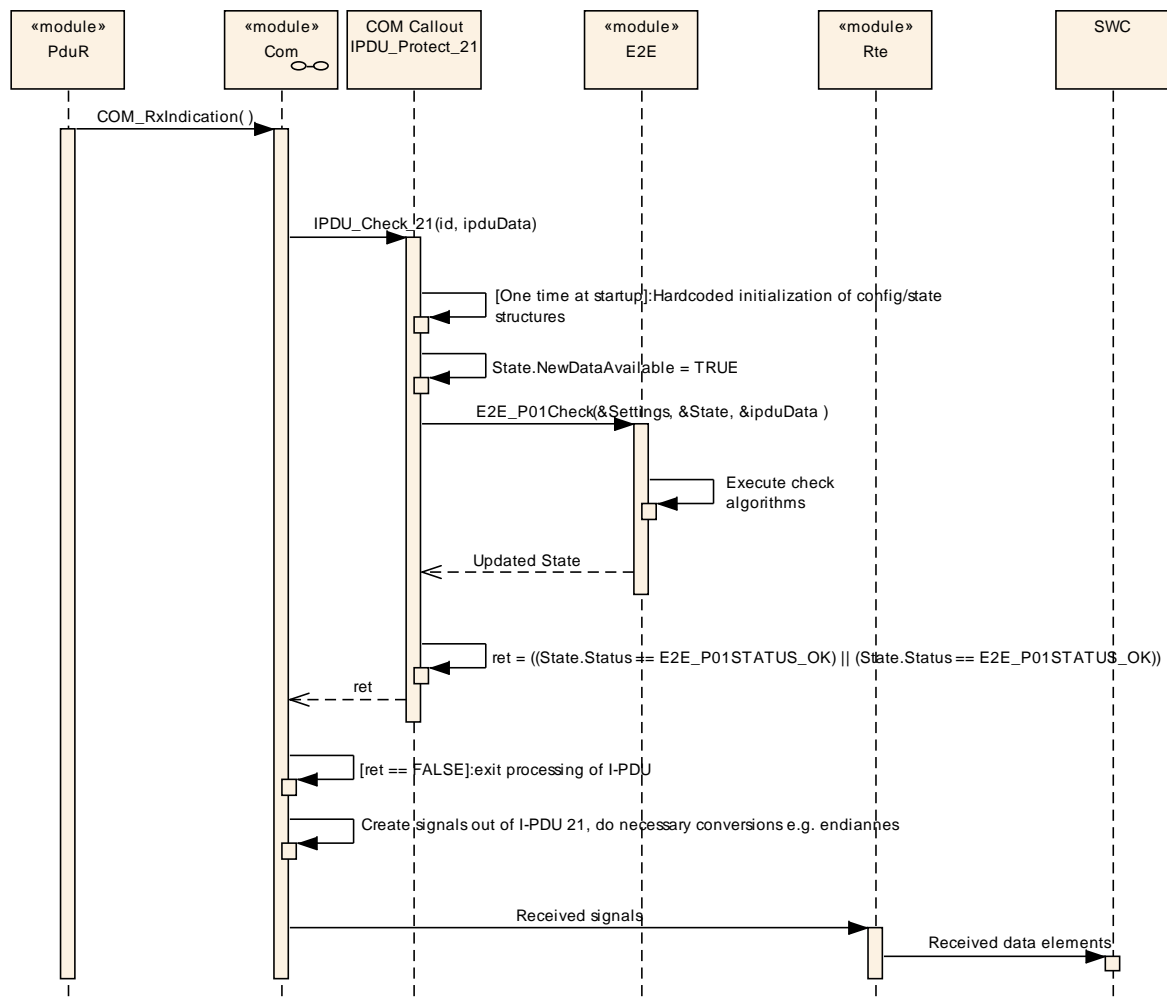 «module»
PduR
«module»
Com
COM Callout
IPDU_Protect_21
«module»
E2E
«module»
Rte
SWC
COM_RxIndication( )
IPDU_Check_21(id, ipduData)
[One time at startup]:Hardcoded initialization of config/state
structures
State.NewDataAvailable = TRUE
E2E_P01Check(&Settings, &State, &ipduData )
Execute check
algorithms
Updated State
ret = ((State.Status == E2E_P01STATUS_OK) || (State.Status == E2E_P01STATUS_OK))
ret
[ret == FALSE]:exit processing of I-PDU
Create signals out of I-PDU 21, do necessary conversions e.g. endiannes
Received signals
Received data elements